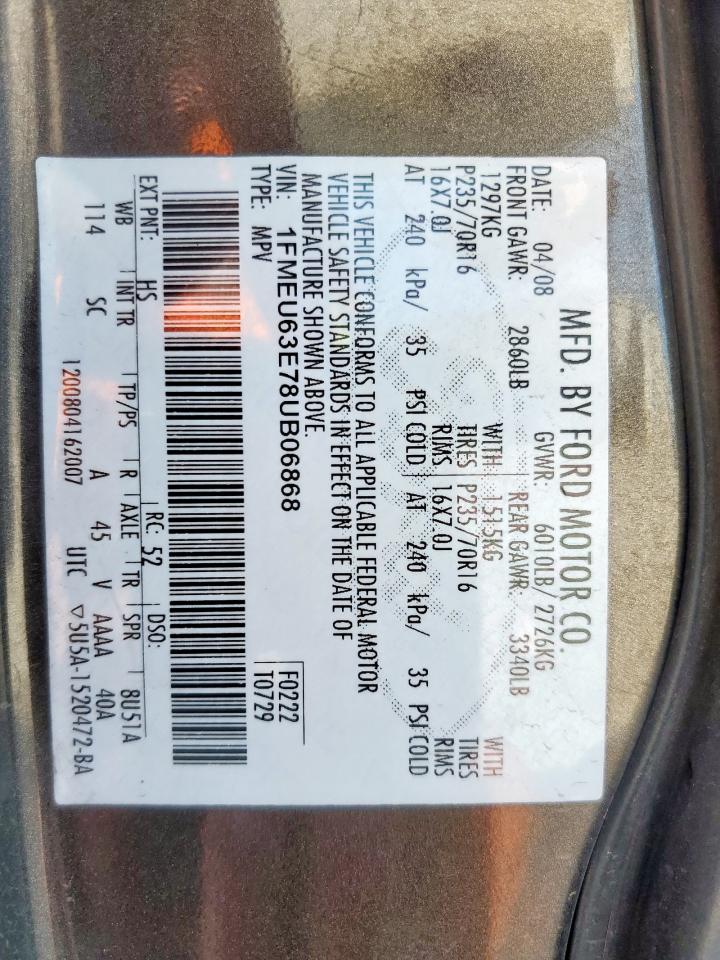 MFD. BY FORD MOTOR CO.
DATE: 04/08 GVWR: 6010LB/ 2726KG
FRONT GAWR: 2860LB REAR GAWR: 3340LB
1297KG WITH 1515KG WITH
P235/70R16 TIRES P235/70R16 TIRES
16X7.0J RIMS 16X7.0J RIMS
AT 240 kPa/ 35 PSI COLD AT 240 kPa/ 35 PSI COLD
THIS VEHICLE CONFORMS TO ALL APPLICABLE FEDERAL MOTOR
VEHICLE SAFETY STANDARDS IN EFFECT ON THE DATE OF
MANUFACTURE SHOWN ABOVE.
VIN: 1FMEU63E78UB06868 F0222
TYPE: MPV T0729
EXT PNT: HS RC: 52 DSO:
WB INT TR TP/PS R AXLE TR SPR 8U51A
114 SC A 45 V AAAA 40A
1200804162007 UTC ▽5U5A-1520472-BA